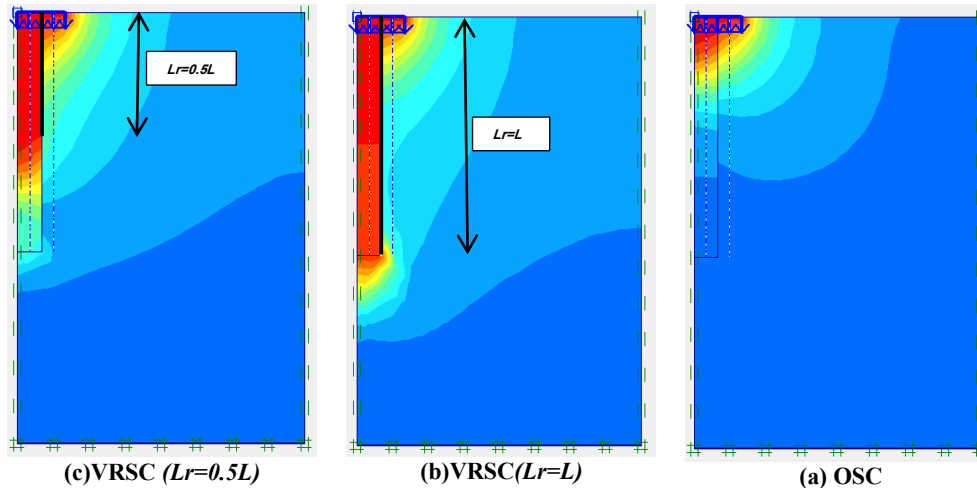 Lr=0.5L
Lr=L
(c)VRSC (Lr=0.5L)
(b)VRSC(Lr=L)
(a) OSC